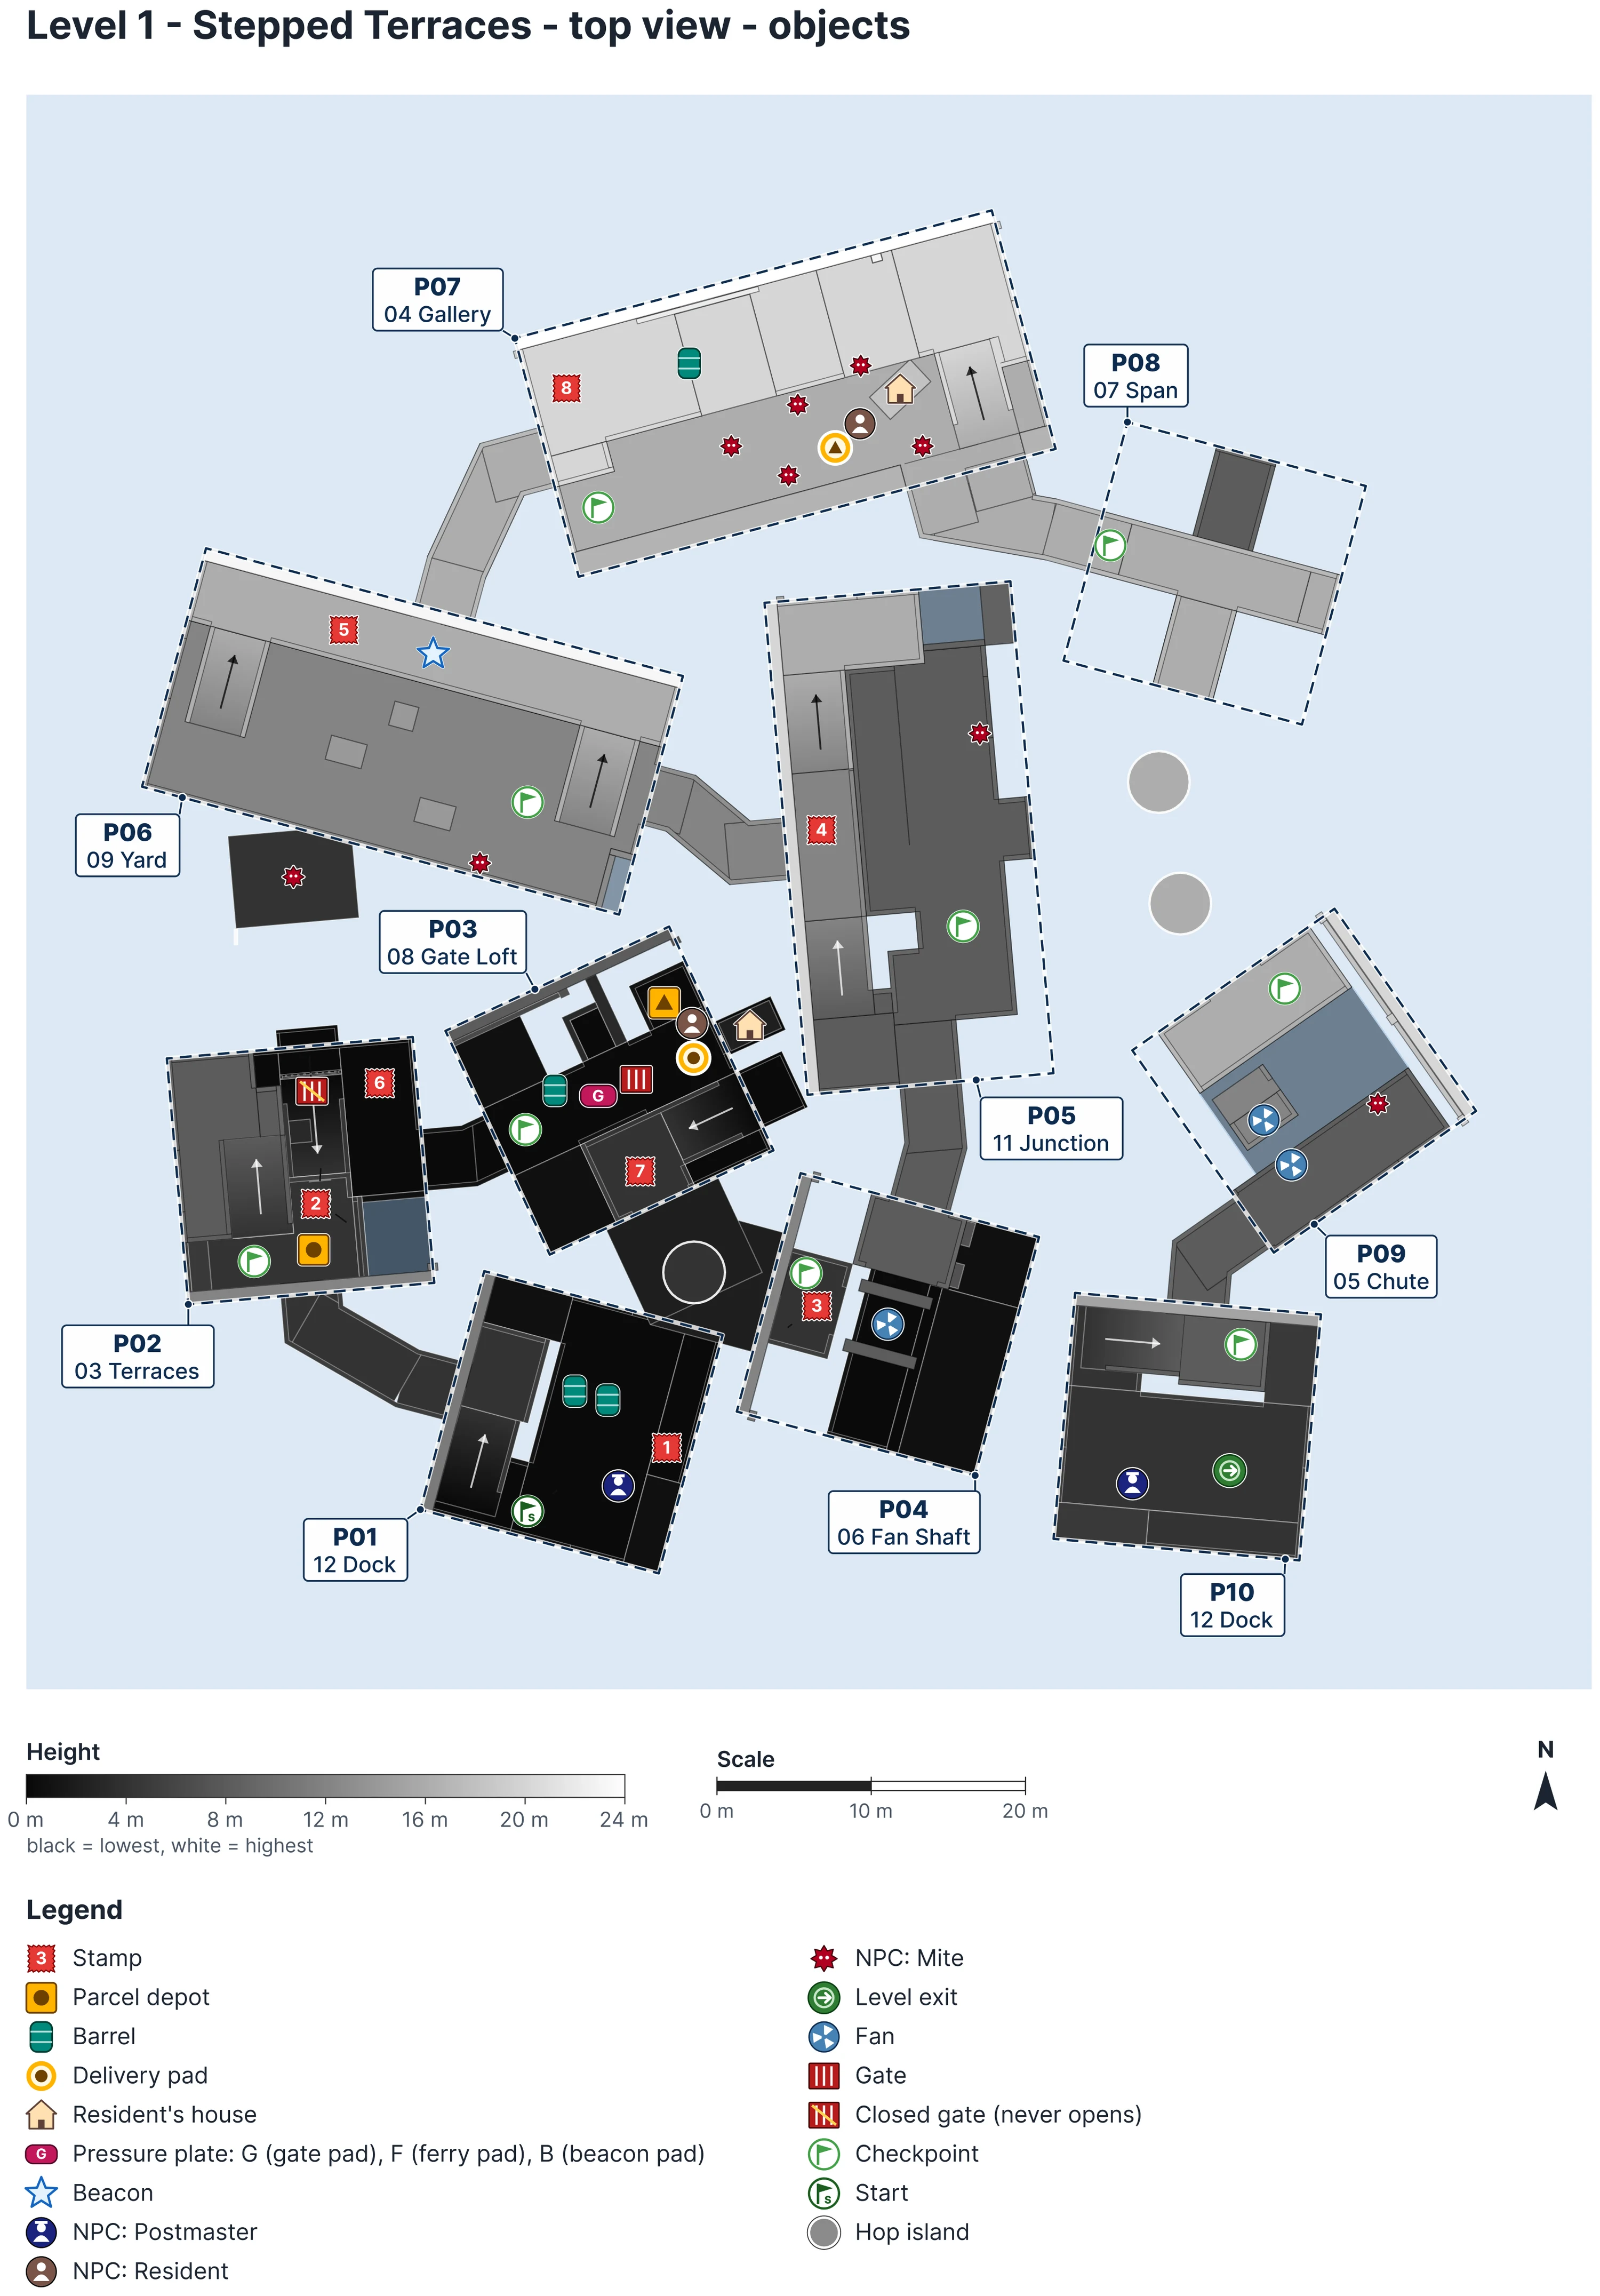 Level 1 - Stepped Terraces - top view - objects
P07
04 Gallery
P08
07 Span
8
5
P06
09 Yard
4
P03
08 Gate Loft
6
G
P05
11 Junction
7
2
P09
05 Chute
3
P02
03 Terraces
1
S
P04
06 Fan Shaft
P01
12 Dock
P10
12 Dock
Height
0 m 4 m 8 m 12 m 16 m 20 m 24 m
black = lowest, white = highest
Scale
0 m 10 m 20 m
N
Legend
3 Stamp
Parcel depot
Barrel
Delivery pad
Resident's house
G Pressure plate: G (gate pad), F (ferry pad), B (beacon pad)
Beacon
NPC: Postmaster
NPC: Resident
NPC: Mite
Level exit
Fan
Gate
Closed gate (never opens)
Checkpoint
S Start
Hop island